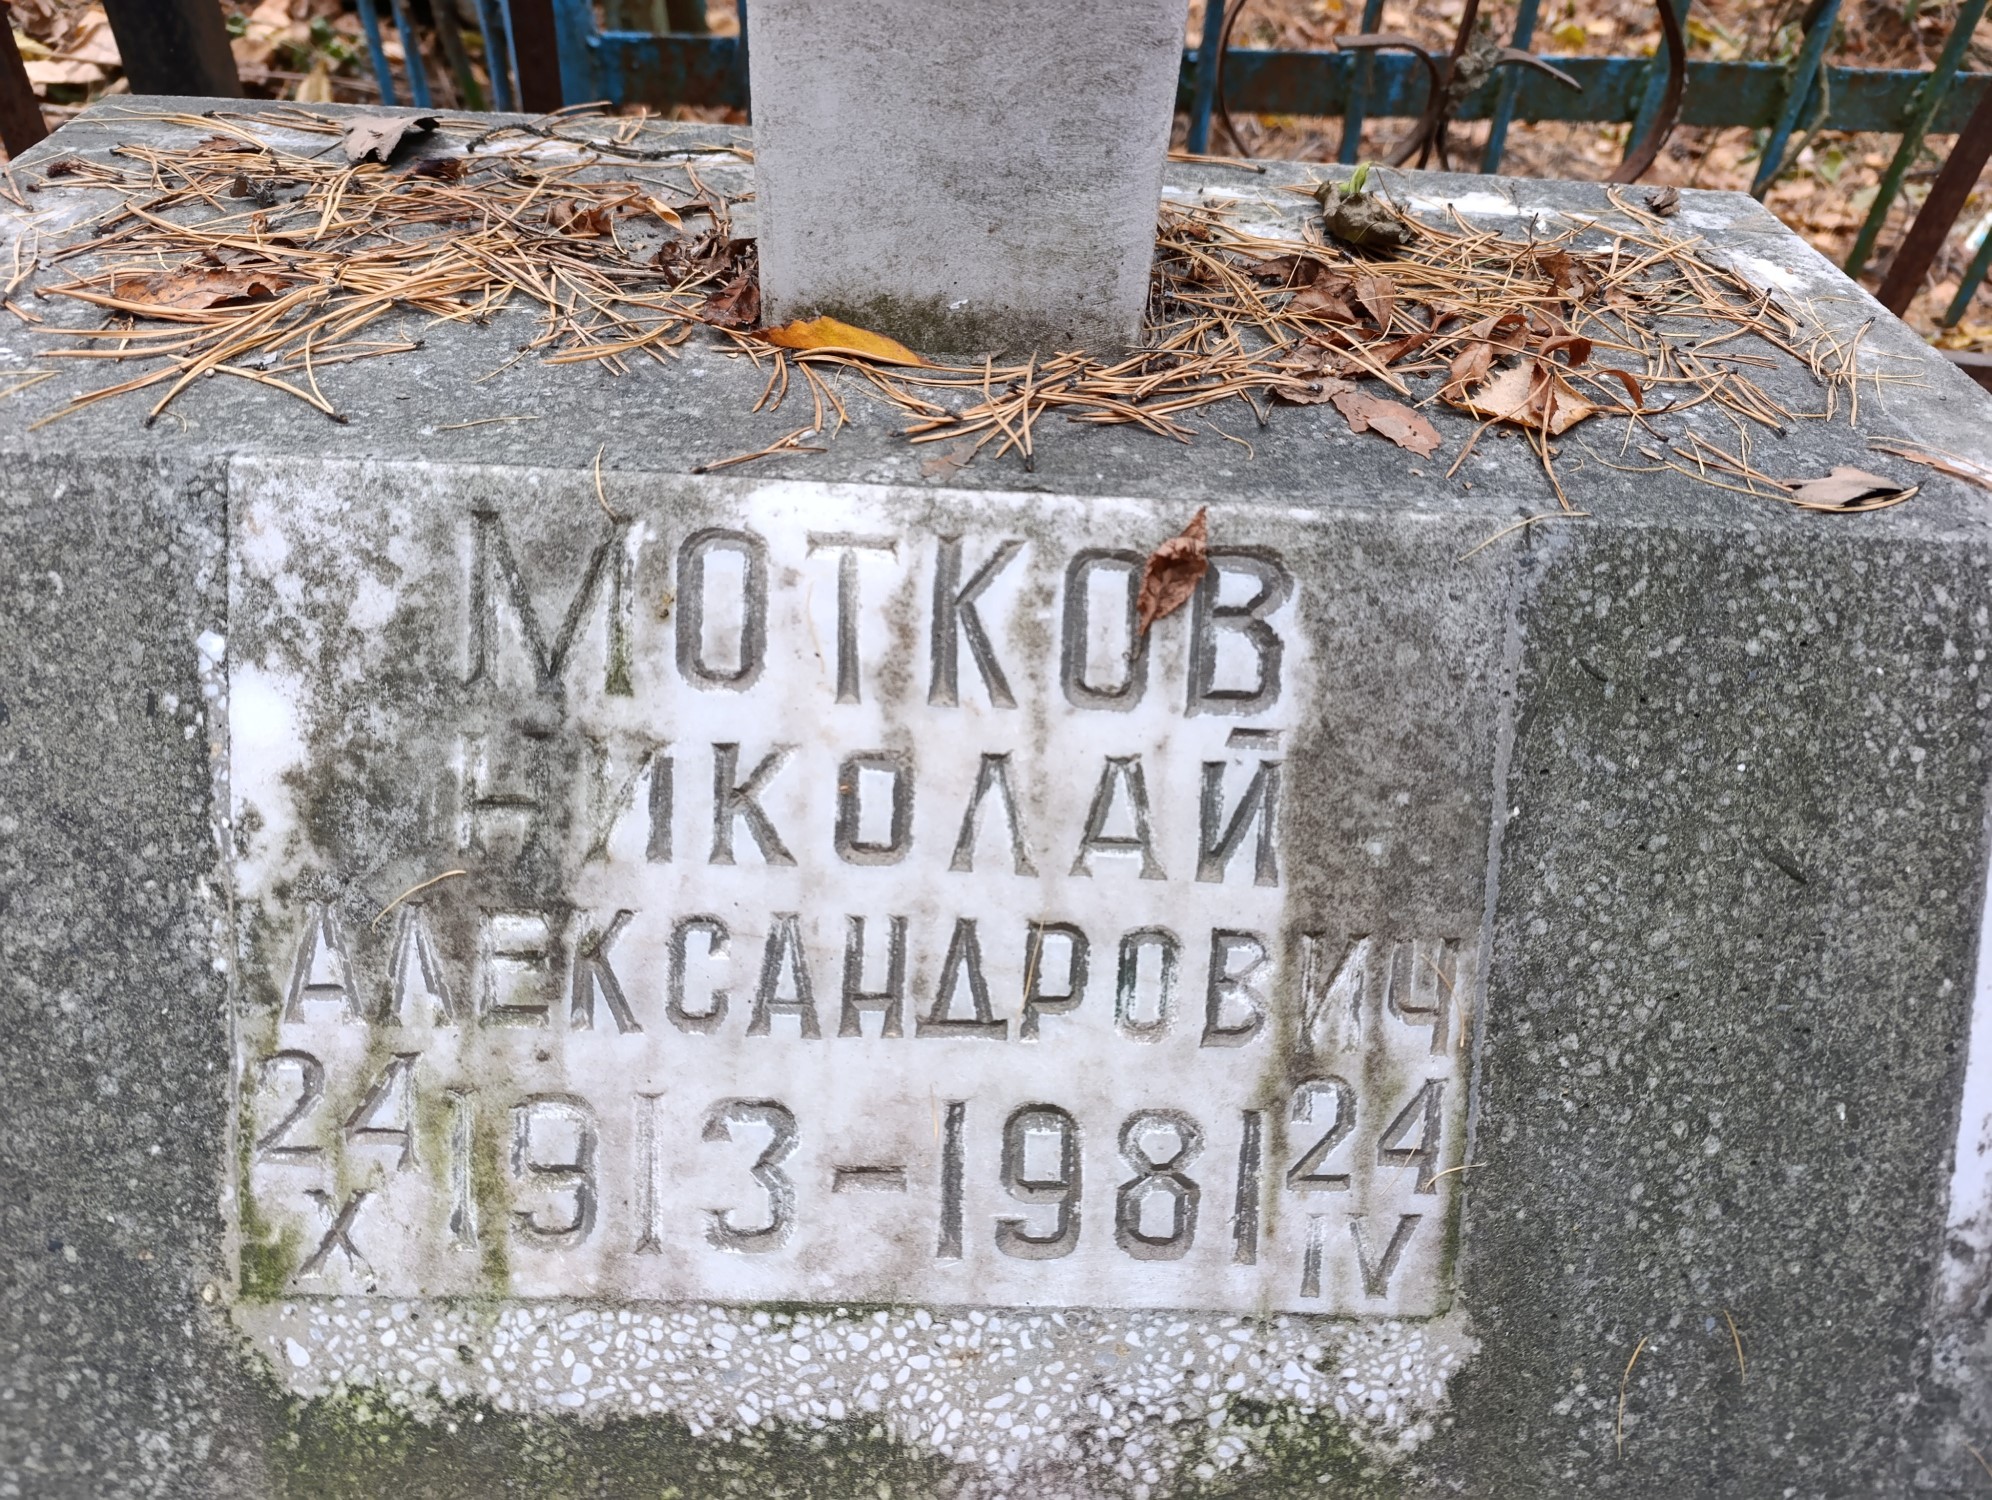 МОТКОВ
НИКОЛАЙ
АЛЕКСАНДРОВИЧ
24 X 1913-1981 24 IV